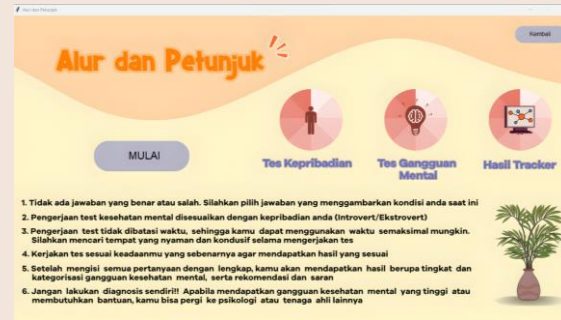 Alur dan Petunjuk
Kembali
Alur dan Petunjuk
MULAI
Tes Kepribadian
Tes Gangguan
Mental
Hasil Tracker
1. Tidak ada jawaban yang benar atau salah. Silahkan pilih jawaban yang menggambarkan kondisi anda saat ini
2. Pengerjaan test kesehatan mental disesuaikan dengan kepribadian anda (Introvert/Ekstrovert)
3. Pengerjaan test tidak dibatasi waktu, sehingga kamu dapat menggunakan waktu semaksimal mungkin.
Silahkan mencari tempat yang nyaman dan kondusif selama mengerjakan tes
4. Kerjakan tes sesuai keadaanmu yang sebenarnya agar mendapatkan hasil yang sesuai
5. Setelah mengisi semua pertanyaan dengan lengkap, kamu akan mendapatkan hasil berupa tingkat dan
kategorisasi gangguan kesehatan mental, serta rekomendasi dan saran
6. Jangan lakukan diagnosis sendiri!! Apabila mendapatkan gangguan kesehatan mental yang tinggi atau
membutuhkan bantuan, kamu bisa pergi ke psikologi atau tenaga ahli lainnya